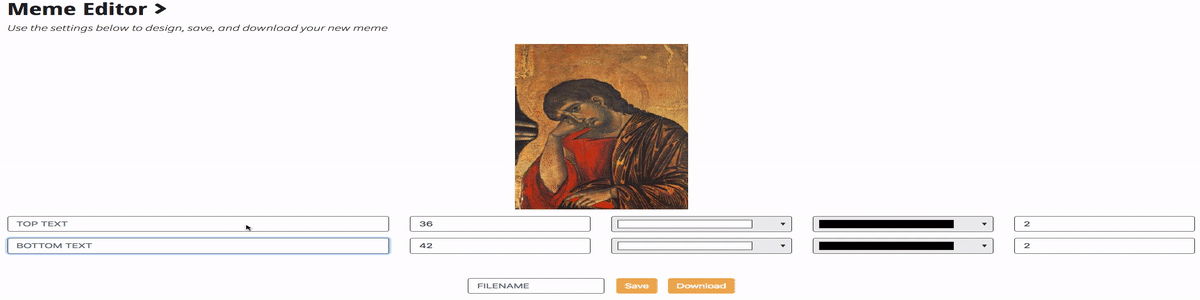 Meme Editor >
Use the settings below to design, save, and download your new meme
TOP TEXT 36 2
BOTTOM TEXT 42 2
FILENAME Save Download